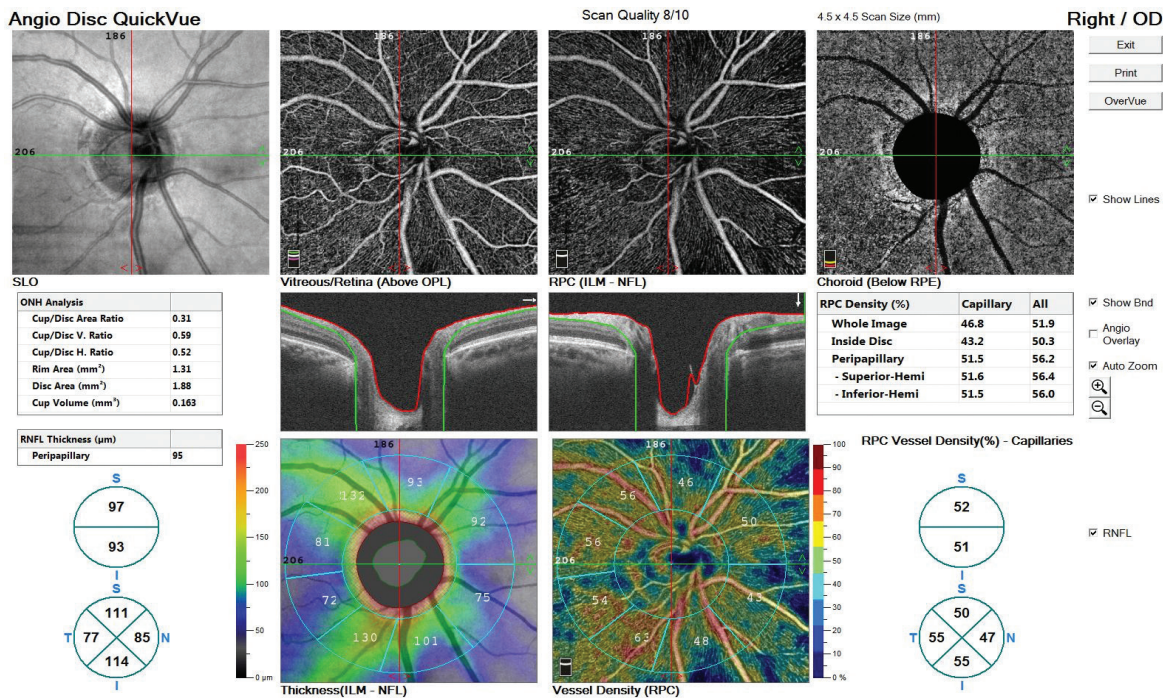 Angio Disc QuickVue
Scan Quality 8/10
4.5 x 4.5 Scan Size (mm)
Right / OD
186
206
186
206
186
206
186
206
Exit
Print
OverVue
Show Lines
SLO
Vitreous/Retina (Above OPL)
RPC (ILM - NFL)
Choroid (Below RPE)
ONH Analysis
Cup/Disc Area Ratio 0.31
Cup/Disc V. Ratio 0.59
Cup/Disc H. Ratio 0.52
Rim Area (mm²) 1.31
Disc Area (mm²) 1.88
Cup Volume (mm³) 0.163
RPC Density (%) Capillary All
Whole Image 46.8 51.9
Inside Disc 43.2 50.3
Peripapillary 51.5 56.2
- Superior-Hemi 51.6 56.4
- Inferior-Hemi 51.5 56.0
Show Bnd
Angio Overlay
Auto Zoom
RNFL Thickness (µm)
Peripapillary 95
S
97
93
I
S
111
T 77 85 N
114
I
250
200
150
100
50
0 µm
186
206
93
132
92
81
72
75
130
101
Thickness(ILM - NFL)
186
206
46
56
50
56
54
43
63
48
Vessel Density (RPC)
100
90
80
70
60
50
40
30
20
10
0 %
RPC Vessel Density(%) - Capillaries
S
52
51
I
S
50
T 55 47 N
55
I
RNFL